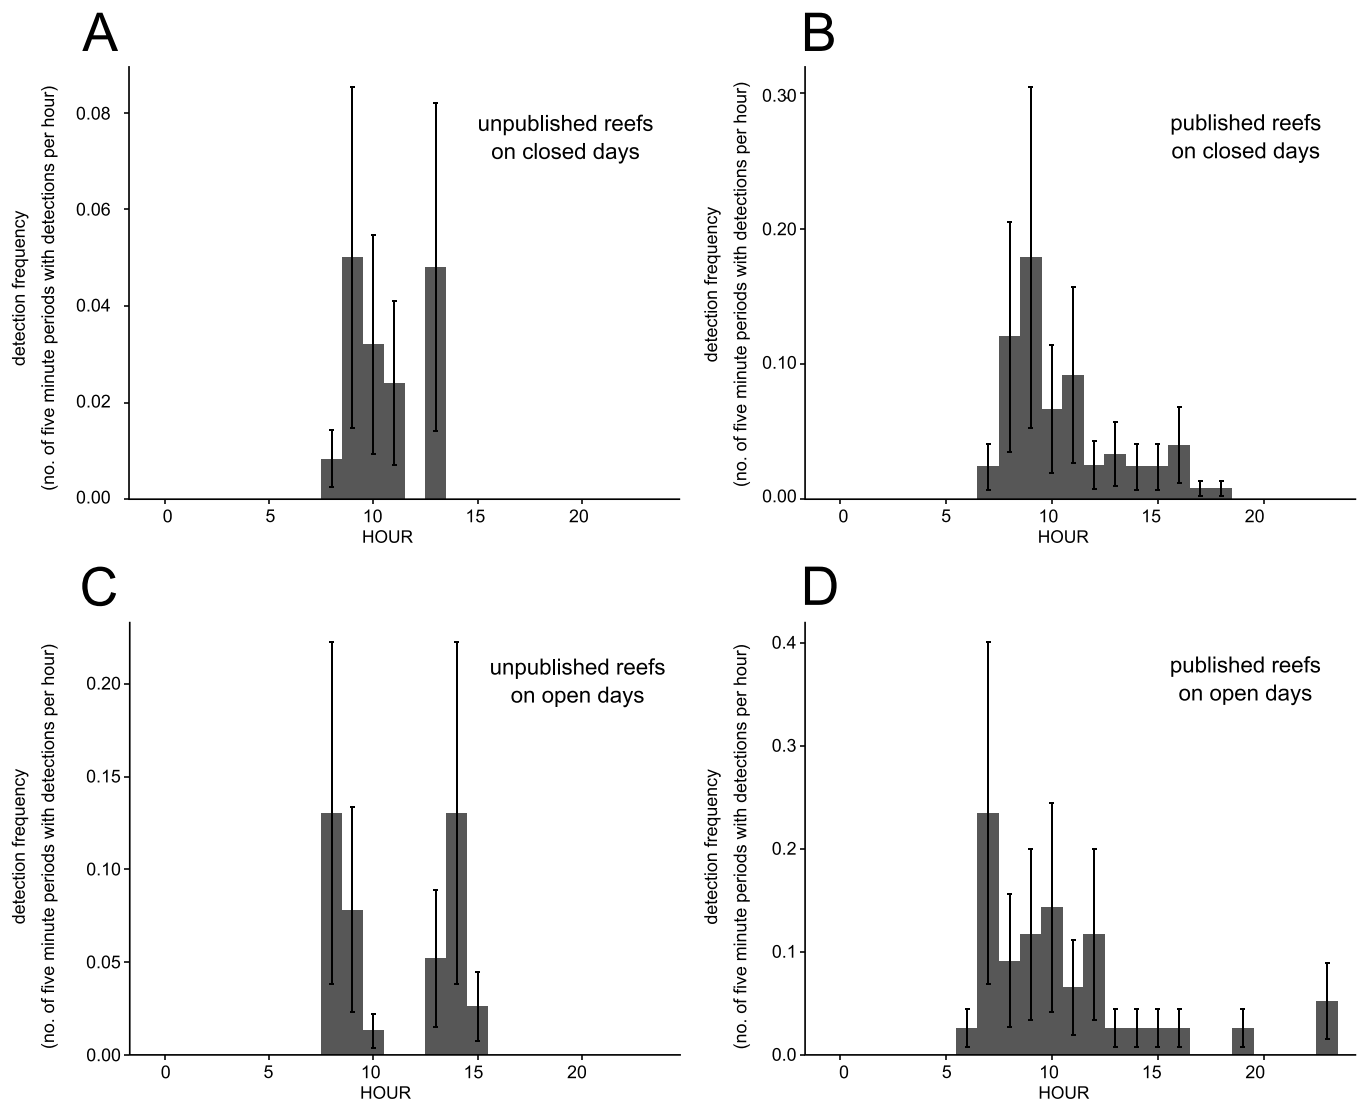 A
detection frequency
(no. of five minute periods with detections per hour)
0.08
0.06
0.04
0.02
0.00
unpublished reefs
on closed days
0
5
10
15
20
HOUR
B
detection frequency
(no. of five minute periods with detections per hour)
0.30
0.20
0.10
0.00
published reefs
on closed days
0
5
10
15
20
HOUR
C
detection frequency
(no. of five minute periods with detections per hour)
0.20
0.15
0.10
0.05
0.00
unpublished reefs
on open days
0
5
10
15
20
HOUR
D
detection frequency
(no. of five minute periods with detections per hour)
0.4
0.3
0.2
0.1
0.0
published reefs
on open days
0
5
10
15
20
HOUR